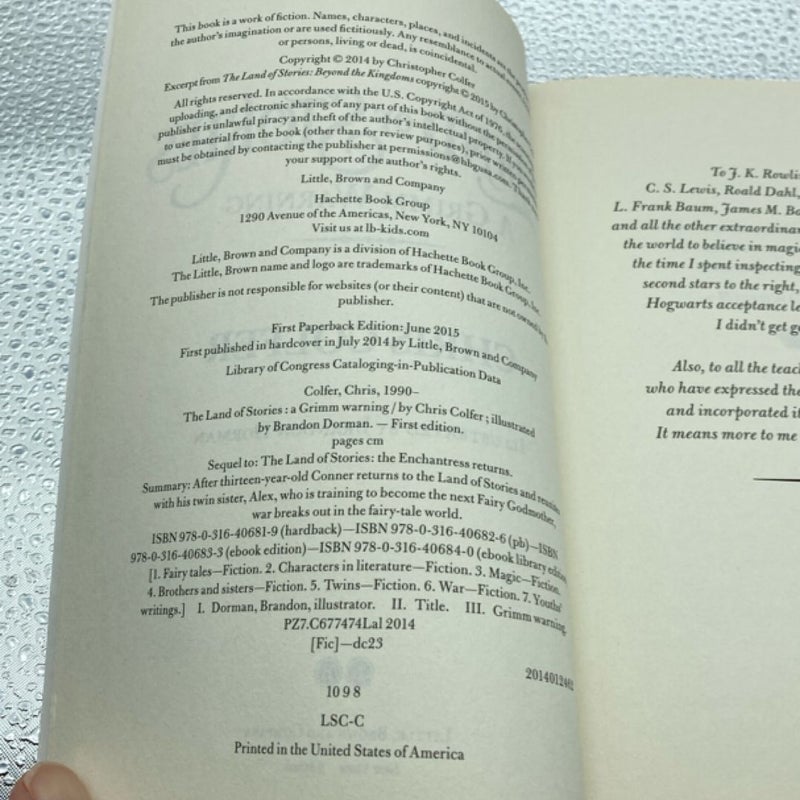 This book is a work of fiction. Names, characters, places, and incidents are the
the author's imagination or are used fictitiously. Any resemblance to actual
or persons, living or dead, is coincidental.
Copyright © 2014 by Christopher Colfer
Excerpt from The Land of Stories: Beyond the Kingdoms copyright © 2015 by Christopher
All rights reserved. In accordance with the U.S. Copyright Act of 1976, the
uploading, and electronic sharing of any part of this book without the permission
publisher is unlawful piracy and theft of the author's intellectual property. If
to use material from the book (other than for review purposes), prior written
must be obtained by contacting the publisher at permissions@hbgusa.com. Thank
your support of the author's rights.
Little, Brown and Company
Hachette Book Group
1290 Avenue of the Americas, New York, NY 10104
Visit us at lb-kids.com
Little, Brown and Company is a division of Hachette Book Group, Inc.
The Little, Brown name and logo are trademarks of Hachette Book Group, Inc.
The publisher is not responsible for websites (or their content) that are not owned by
publisher.
First Paperback Edition: June 2015
First published in hardcover in July 2014 by Little, Brown and Company
Library of Congress Cataloging-in-Publication Data
Colfer, Chris, 1990–
The Land of Stories : a Grimm warning / by Chris Colfer ; illustrated
by Brandon Dorman. — First edition.
pages cm
Sequel to: The Land of Stories: the Enchantress returns.
Summary: After thirteen-year-old Conner returns to the Land of Stories and
with his twin sister, Alex, who is training to become the next Fairy Godmother,
war breaks out in the fairy-tale world.
ISBN 978-0-316-40681-9 (hardback)—ISBN 978-0-316-40682-6 (pb)—ISBN
978-0-316-40683-3 (ebook edition)—ISBN 978-0-316-40684-0 (ebook library edition
[1. Fairy tales—Fiction. 2. Characters in literature—Fiction. 3. Magic—Fiction.
4. Brothers and sisters—Fiction. 5. Twins—Fiction. 6. War—Fiction. 7. Youths'
writings.] I. Dorman, Brandon, illustrator. II. Title. III. Grimm warning.
PZ7.C677474Lal 2014
[Fic]—dc23
10 9 8
LSC-C
Printed in the United States of America
To J. K. Rowli
C. S. Lewis, Roald Dahl,
L. Frank Baum, James M. Ba
and all the other extraordinar
the world to believe in magic
the time I spent inspecting
second stars to the right,
Hogwarts acceptance le
I didn't get g
Also, to all the teac
who have expressed the
and incorporated it
It means more to me